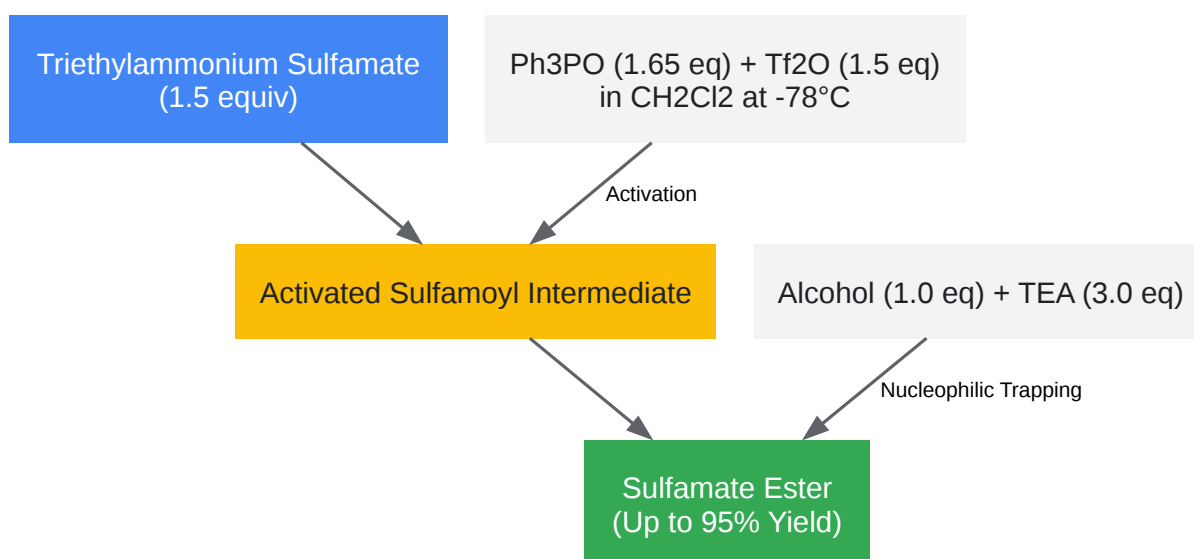 Triethylammonium Sulfamate
(1.5 equiv)
Ph3PO (1.65 eq) + Tf2O (1.5 eq)
in CH2Cl2 at -78°C
Activation
Activated Sulfamoyl Intermediate
Alcohol (1.0 eq) + TEA (3.0 eq)
Nucleophilic Trapping
Sulfamate Ester
(Up to 95% Yield)